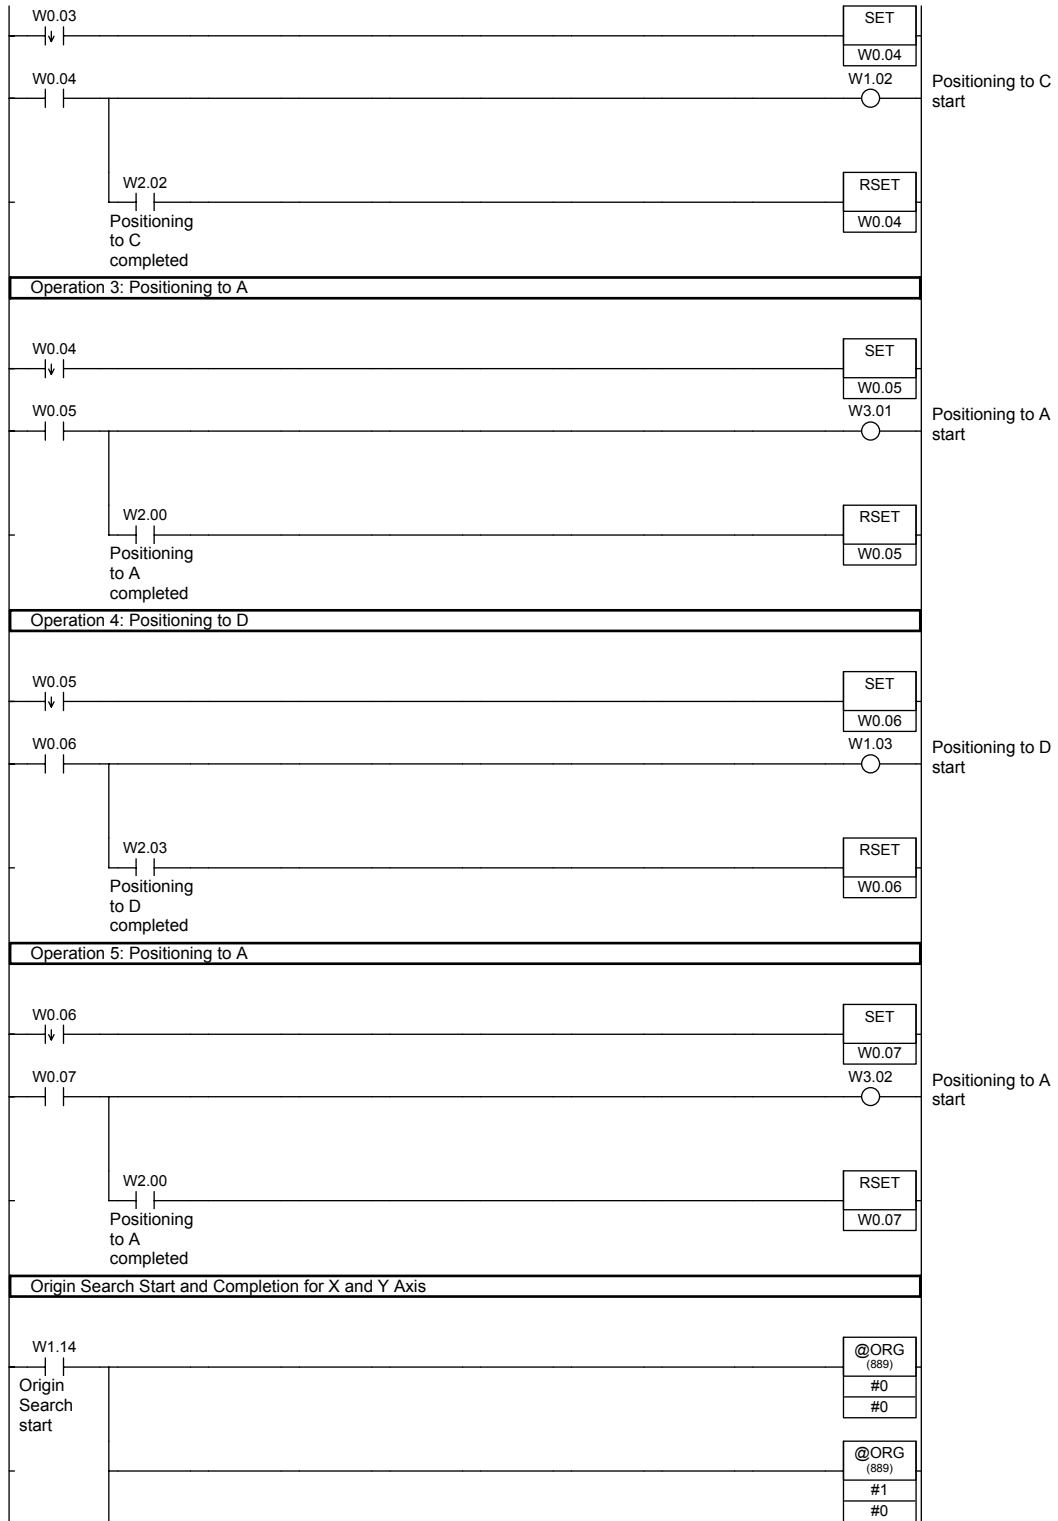 W0.03
SET
W0.04
W0.04
W1.02
Positioning to C
start
W2.02
Positioning
to C
completed
RSET
W0.04
Operation 3: Positioning to A
W0.04
SET
W0.05
W0.05
W3.01
Positioning to A
start
W2.00
Positioning
to A
completed
RSET
W0.05
Operation 4: Positioning to D
W0.05
SET
W0.06
W0.06
W1.03
Positioning to D
start
W2.03
Positioning
to D
completed
RSET
W0.06
Operation 5: Positioning to A
W0.06
SET
W0.07
W0.07
W3.02
Positioning to A
start
W2.00
Positioning
to A
completed
RSET
W0.07
Origin Search Start and Completion for X and Y Axis
W1.14
Origin
Search
start
@ORG
(889)
#0
#0
@ORG
(889)
#1
#0